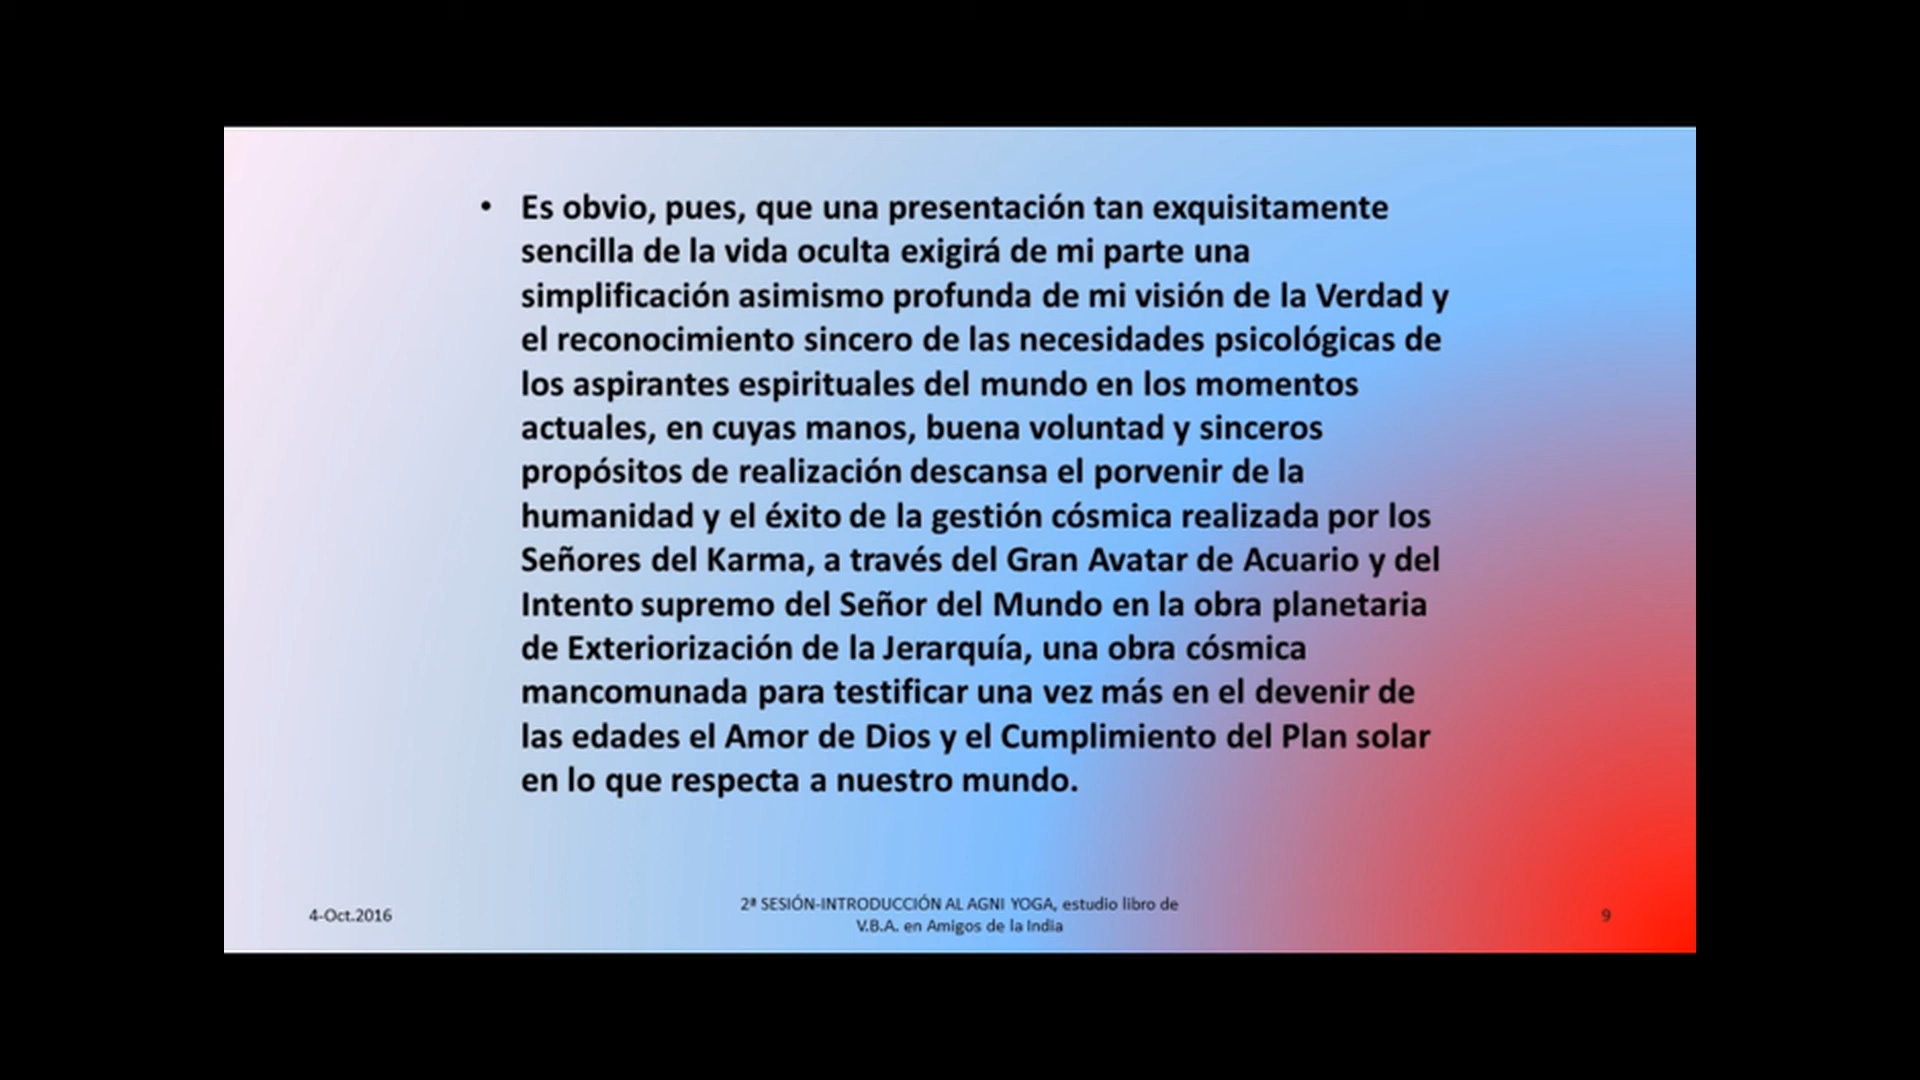 • Es obvio, pues, que una presentación tan exquisitamente
sencilla de la vida oculta exigirá de mi parte una
simplificación asimismo profunda de mi visión de la Verdad y
el reconocimiento sincero de las necesidades psicológicas de
los aspirantes espirituales del mundo en los momentos
actuales, en cuyas manos, buena voluntad y sinceros
propósitos de realización descansa el porvenir de la
humanidad y el éxito de la gestión cósmica realizada por los
Señores del Karma, a través del Gran Avatar de Acuario y del
Intento supremo del Señor del Mundo en la obra planetaria
de Exteriorización de la Jerarquía, una obra cósmica
mancomunada para testificar una vez más en el devenir de
las edades el Amor de Dios y el Cumplimiento del Plan solar
en lo que respecta a nuestro mundo.
4-Oct.2016
2ª SESIÓN-INTRODUCCIÓN AL AGNI YOGA, estudio libro de
V.B.A. en Amigos de la India
9